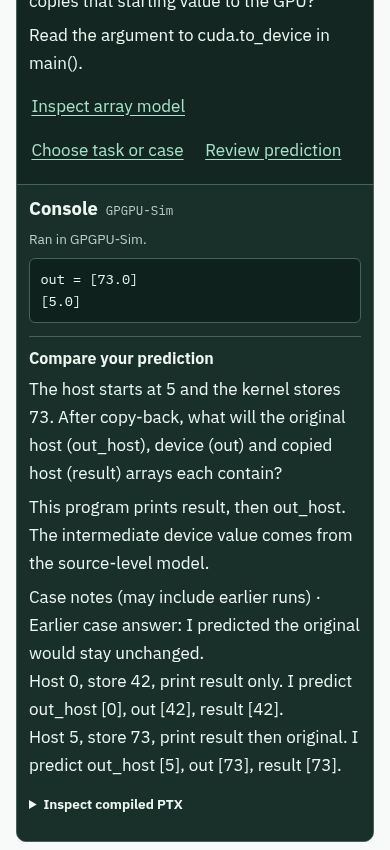 copies that starting value to the GPU?
Read the argument to cuda.to_device in
main().
Inspect array model
Choose task or case Review prediction
Console GPGPU-Sim
Ran in GPGPU-Sim.
out = [73.0]
[5.0]
Compare your prediction
The host starts at 5 and the kernel stores
73. After copy-back, what will the original
host (out_host), device (out) and copied
host (result) arrays each contain?
This program prints result, then out_host.
The intermediate device value comes from
the source-level model.
Case notes (may include earlier runs) ·
Earlier case answer: I predicted the original
would stay unchanged.
Host 0, store 42, print result only. I predict
out_host [0], out [42], result [42].
Host 5, store 73, print result then original. I
predict out_host [5], out [73], result [73].
Inspect compiled PTX